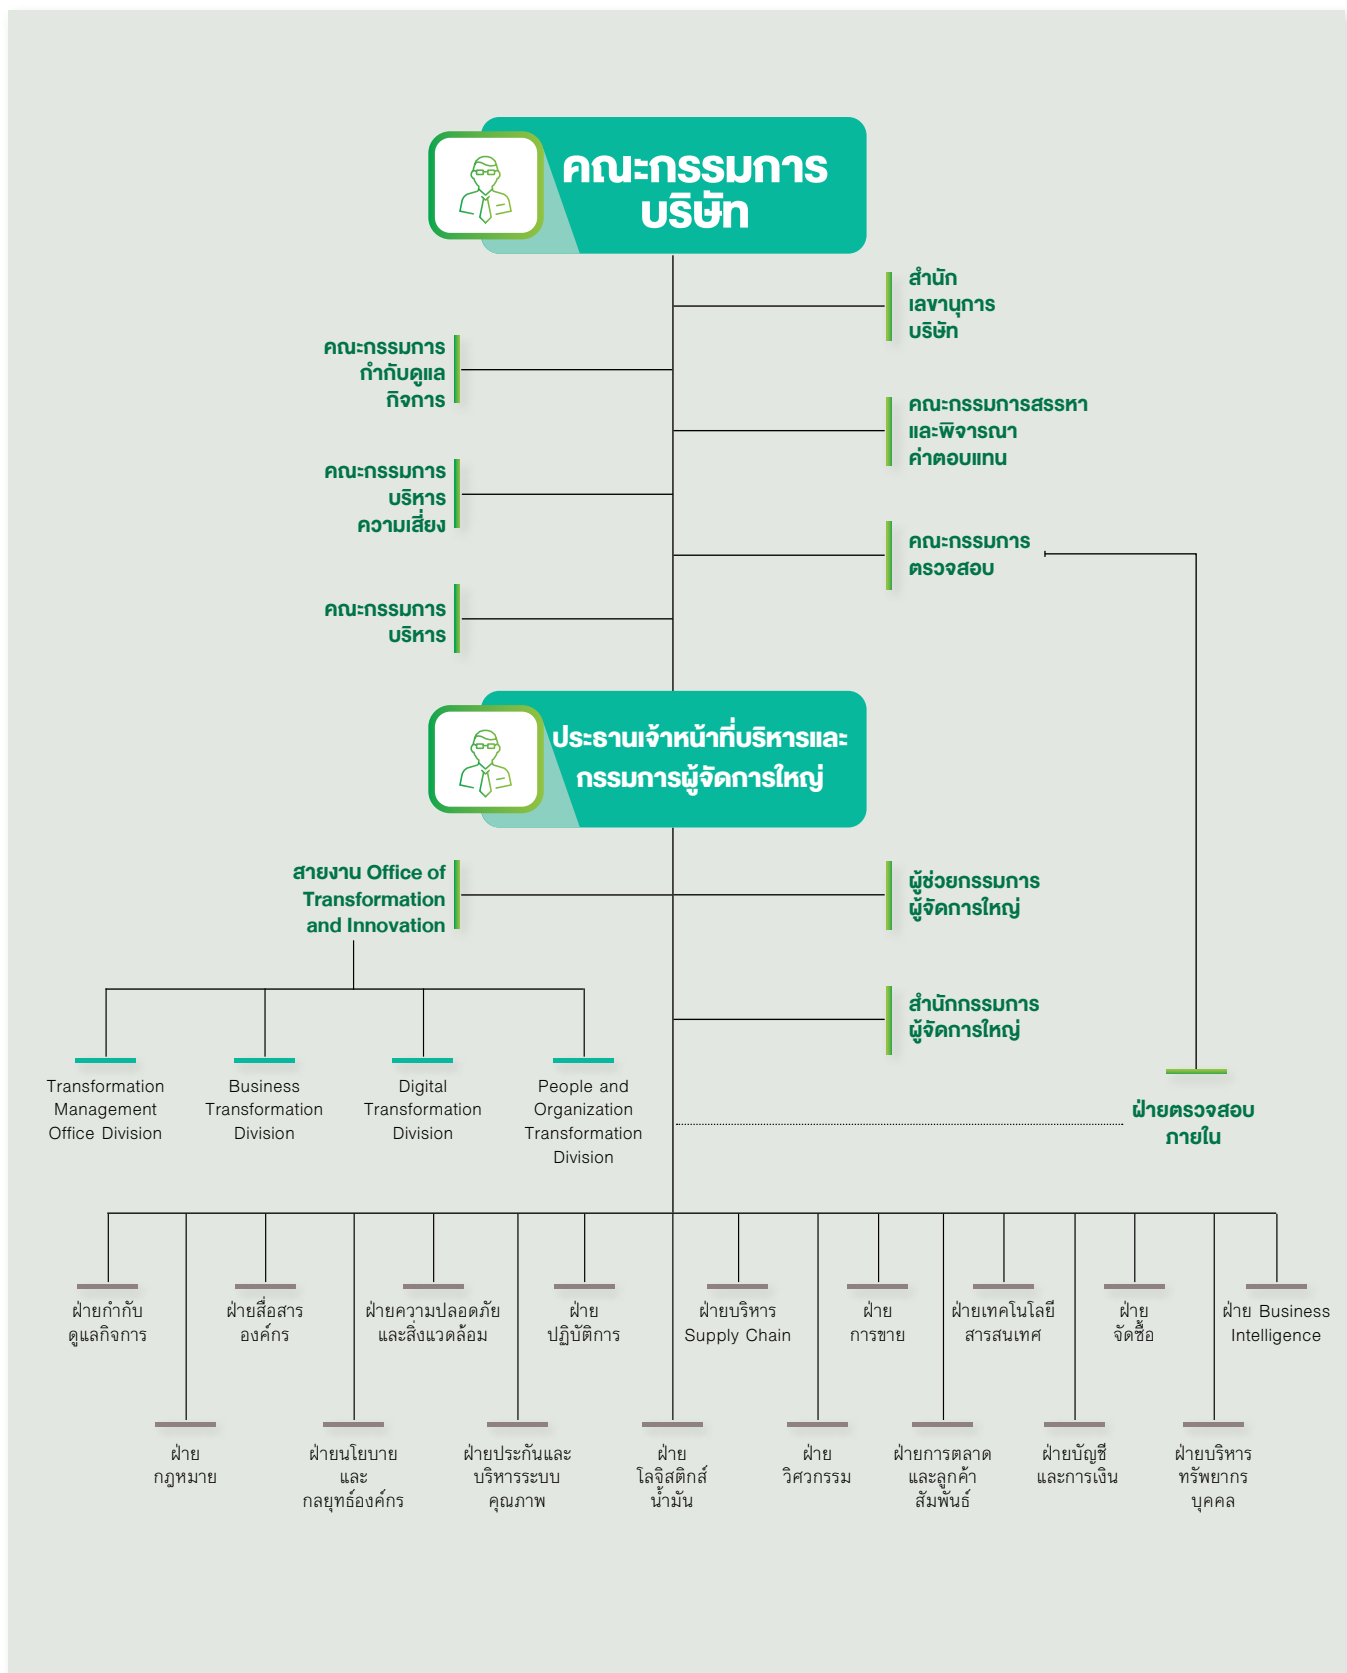 คณะกรรมการ
บริษัท
สำนัก
เลขานุการ
บริษัท
คณะกรรมการ
กำกับดูแล
กิจการ
คณะกรรมการสรรหา
และพิจารณา
ค่าตอบแทน
คณะกรรมการ
บริหาร
ความเสี่ยง
คณะกรรมการ
ตรวจสอบ
คณะกรรมการ
บริหาร
ประธานเจ้าหน้าที่บริหารและ
กรรมการผู้จัดการใหญ่
สายงาน Office of
Transformation
and Innovation
ผู้ช่วยกรรมการ
ผู้จัดการใหญ่
สำนักกรรมการ
ผู้จัดการใหญ่
Transformation
Management
Office Division
Business
Transformation
Division
Digital
Transformation
Division
People and
Organization
Transformation
Division
ฝ่ายตรวจสอบ
ภายใน
ฝ่ายกำกับ
ดูแลกิจการ
ฝ่ายสื่อสาร
องค์กร
ฝ่ายความปลอดภัย
และสิ่งแวดล้อม
ฝ่าย
ปฏิบัติการ
ฝ่ายบริหาร
Supply Chain
ฝ่าย
การขาย
ฝ่ายเทคโนโลยี
สารสนเทศ
ฝ่าย
จัดซื้อ
ฝ่าย Business
Intelligence
ฝ่าย
กฎหมาย
ฝ่ายนโยบาย
และ
กลยุทธ์องค์กร
ฝ่ายประกันและ
บริหารระบบ
คุณภาพ
ฝ่าย
โลจิสติกส์
น้ำมัน
ฝ่าย
วิศวกรรม
ฝ่ายการตลาด
และลูกค้า
สัมพันธ์
ฝ่ายบัญชี
และการเงิน
ฝ่ายบริหาร
ทรัพยากร
บุคคล